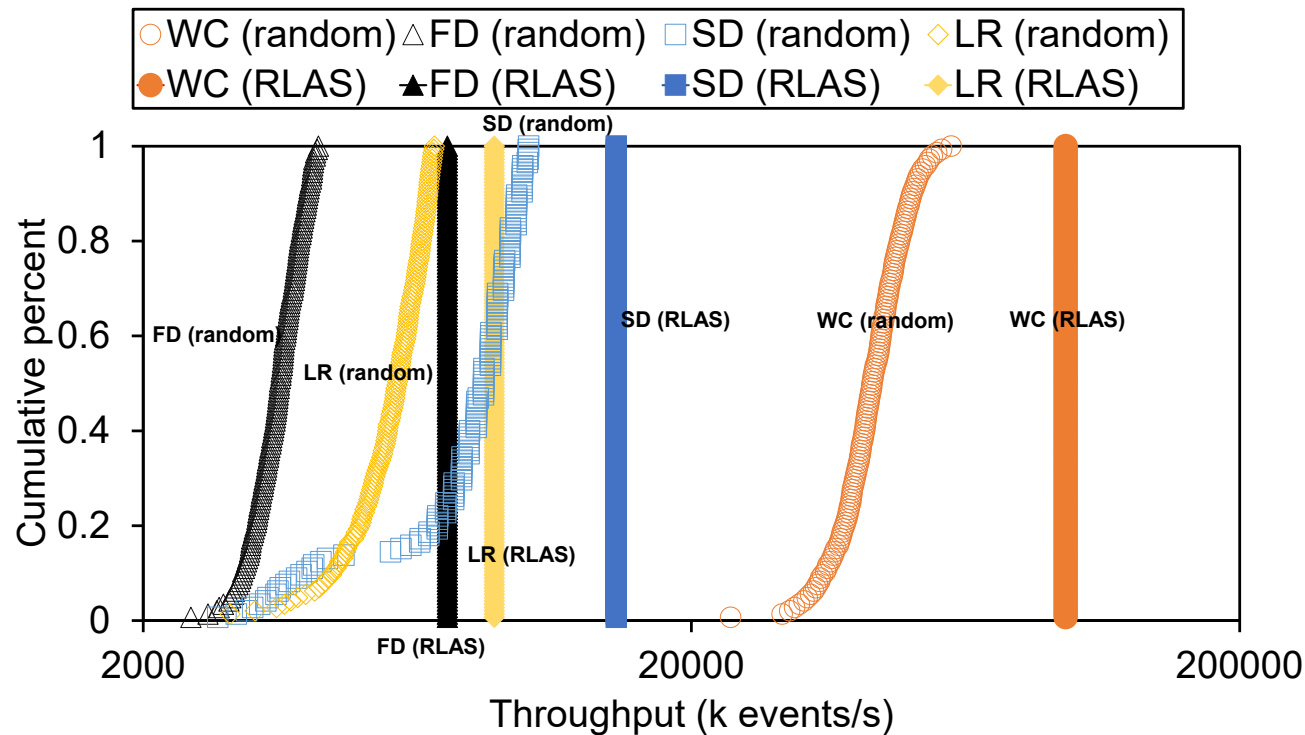 WC (random) FD (random) SD (random) LR (random)
WC (RLAS) FD (RLAS) SD (RLAS) LR (RLAS)
SD (random)
1
0.8
0.6
0.4
0.2
0
Cumulative percent
FD (random)
LR (random)
SD (RLAS)
WC (random)
WC (RLAS)
LR (RLAS)
FD (RLAS)
2000
20000
200000
Throughput (k events/s)